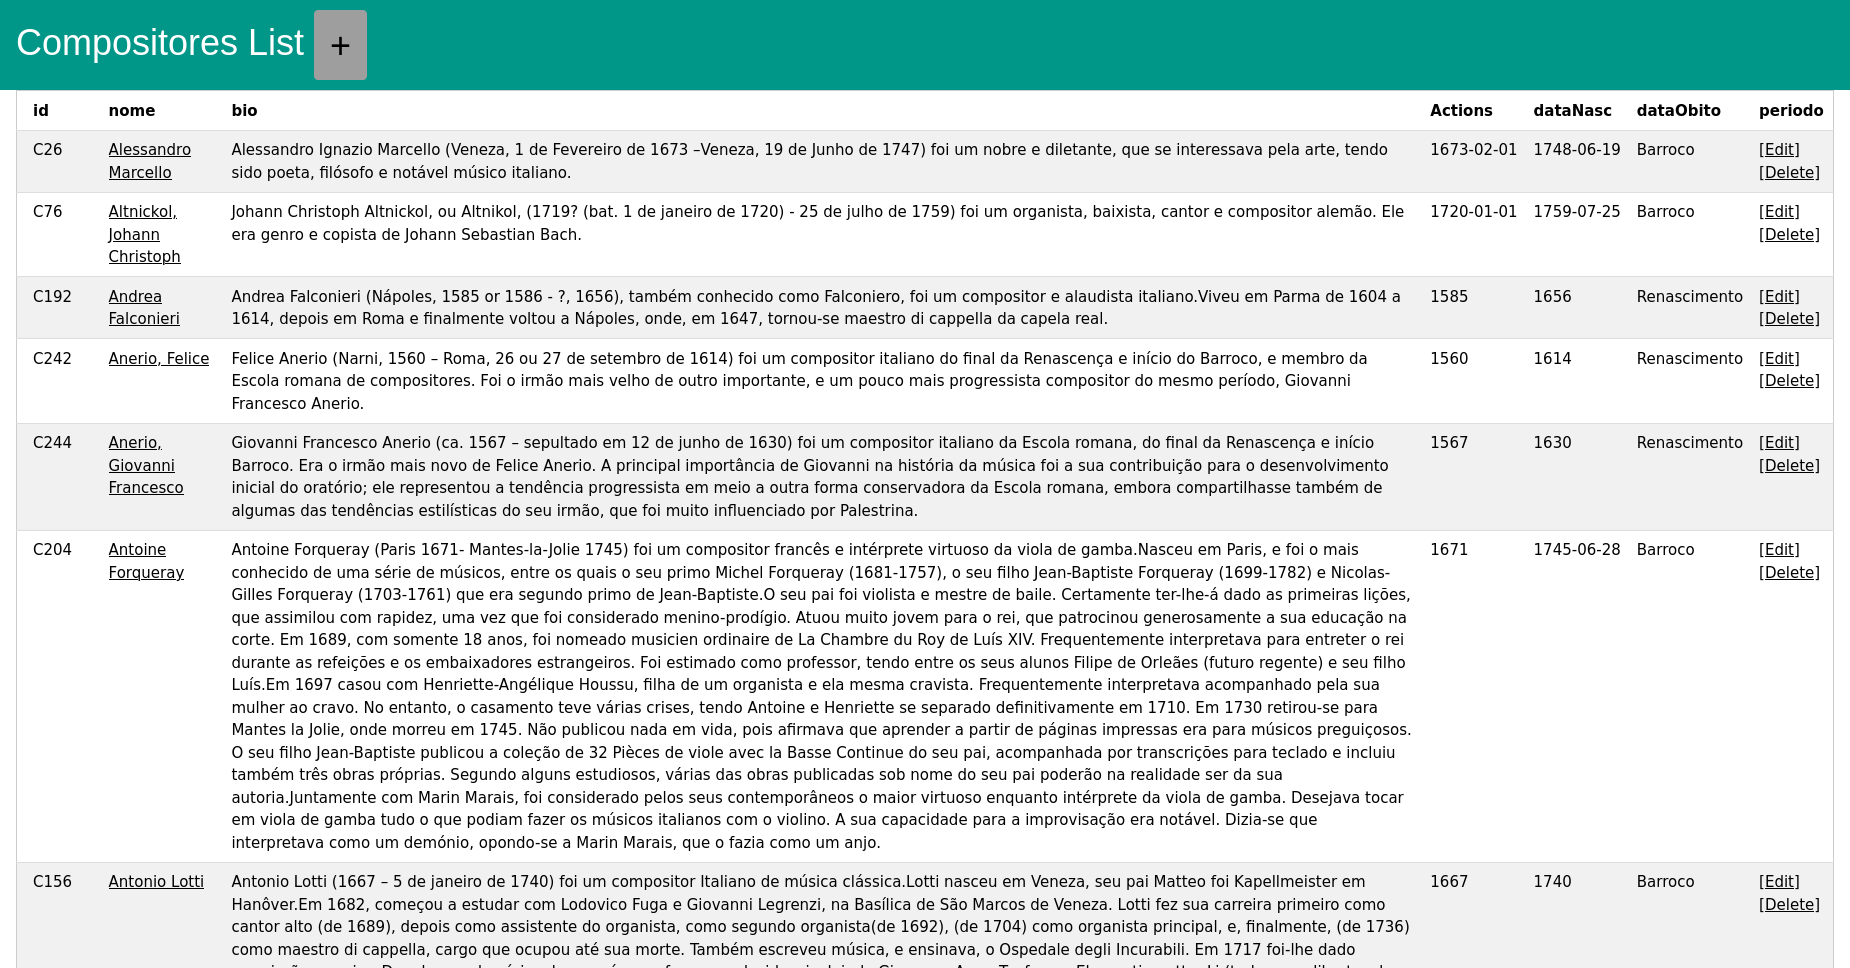 Compositores List +
id nome bio Actions dataNasc dataObito periodo
C26 Alessandro Alessandro Ignazio Marcello (Veneza, 1 de Fevereiro de 1673 –Veneza, 19 de Junho de 1747) foi um nobre e diletante, que se interessava pela arte, tendo 1673-02-01 1748-06-19 Barroco [Edit]
Marcello sido poeta, filósofo e notável músico italiano. [Delete]
C76 Altnickol, Johann Christoph Altnickol, ou Altnikol, (1719? (bat. 1 de janeiro de 1720) - 25 de julho de 1759) foi um organista, baixista, cantor e compositor alemão. Ele 1720-01-01 1759-07-25 Barroco [Edit]
Johann era genro e copista de Johann Sebastian Bach. [Delete]
Christoph
C192 Andrea Andrea Falconieri (Nápoles, 1585 or 1586 - ?, 1656), também conhecido como Falconiero, foi um compositor e alaudista italiano.Viveu em Parma de 1604 a 1585 1656 Renascimento [Edit]
Falconieri 1614, depois em Roma e finalmente voltou a Nápoles, onde, em 1647, tornou-se maestro di cappella da capela real. [Delete]
C242 Anerio, Felice Felice Anerio (Narni, 1560 – Roma, 26 ou 27 de setembro de 1614) foi um compositor italiano do final da Renascença e início do Barroco, e membro da 1560 1614 Renascimento [Edit]
Escola romana de compositores. Foi o irmão mais velho de outro importante, e um pouco mais progressista compositor do mesmo período, Giovanni [Delete]
Francesco Anerio.
C244 Anerio, Giovanni Francesco Anerio (ca. 1567 – sepultado em 12 de junho de 1630) foi um compositor italiano da Escola romana, do final da Renascença e início 1567 1630 Renascimento [Edit]
Giovanni Barroco. Era o irmão mais novo de Felice Anerio. A principal importância de Giovanni na história da música foi a sua contribuição para o desenvolvimento [Delete]
Francesco inicial do oratório; ele representou a tendência progressista em meio a outra forma conservadora da Escola romana, embora compartilhasse também de
algumas das tendências estilísticas do seu irmão, que foi muito influenciado por Palestrina.
C204 Antoine Antoine Forqueray (Paris 1671- Mantes-la-Jolie 1745) foi um compositor francês e intérprete virtuoso da viola de gamba.Nasceu em Paris, e foi o mais 1671 1745-06-28 Barroco [Edit]
Forqueray conhecido de uma série de músicos, entre os quais o seu primo Michel Forqueray (1681-1757), o seu filho Jean-Baptiste Forqueray (1699-1782) e Nicolas- [Delete]
Gilles Forqueray (1703-1761) que era segundo primo de Jean-Baptiste.O seu pai foi violista e mestre de baile. Certamente ter-lhe-á dado as primeiras lições,
que assimilou com rapidez, uma vez que foi considerado menino-prodígio. Atuou muito jovem para o rei, que patrocinou generosamente a sua educação na
corte. Em 1689, com somente 18 anos, foi nomeado musicien ordinaire de La Chambre du Roy de Luís XIV. Frequentemente interpretava para entreter o rei
durante as refeições e os embaixadores estrangeiros. Foi estimado como professor, tendo entre os seus alunos Filipe de Orleães (futuro regente) e seu filho
Luís.Em 1697 casou com Henriette-Angélique Houssu, filha de um organista e ela mesma cravista. Frequentemente interpretava acompanhado pela sua
mulher ao cravo. No entanto, o casamento teve várias crises, tendo Antoine e Henriette se separado definitivamente em 1710. Em 1730 retirou-se para
Mantes la Jolie, onde morreu em 1745. Não publicou nada em vida, pois afirmava que aprender a partir de páginas impressas era para músicos preguiçosos.
O seu filho Jean-Baptiste publicou a coleção de 32 Pièces de viole avec la Basse Continue do seu pai, acompanhada por transcrições para teclado e incluiu
também três obras próprias. Segundo alguns estudiosos, várias das obras publicadas sob nome do seu pai poderão na realidade ser da sua
autoria.Juntamente com Marin Marais, foi considerado pelos seus contemporâneos o maior virtuoso enquanto intérprete da viola de gamba. Desejava tocar
em viola de gamba tudo o que podiam fazer os músicos italianos com o violino. A sua capacidade para a improvisação era notável. Dizia-se que
interpretava como um demónio, opondo-se a Marin Marais, que o fazia como um anjo.
C156 Antonio Lotti Antonio Lotti (1667 – 5 de janeiro de 1740) foi um compositor Italiano de música clássica.Lotti nasceu em Veneza, seu pai Matteo foi Kapellmeister em 1667 1740 Barroco [Edit]
Hanôver.Em 1682, começou a estudar com Lodovico Fuga e Giovanni Legrenzi, na Basílica de São Marcos de Veneza. Lotti fez sua carreira primeiro como [Delete]
cantor alto (de 1689), depois como assistente do organista, como segundo organista(de 1692), (de 1704) como organista principal, e, finalmente, (de 1736)
como maestro di cappella, cargo que ocupou até sua morte. Também escreveu música, e ensinava, o Ospedale degli Incurabili. Em 1717 foi-lhe dado